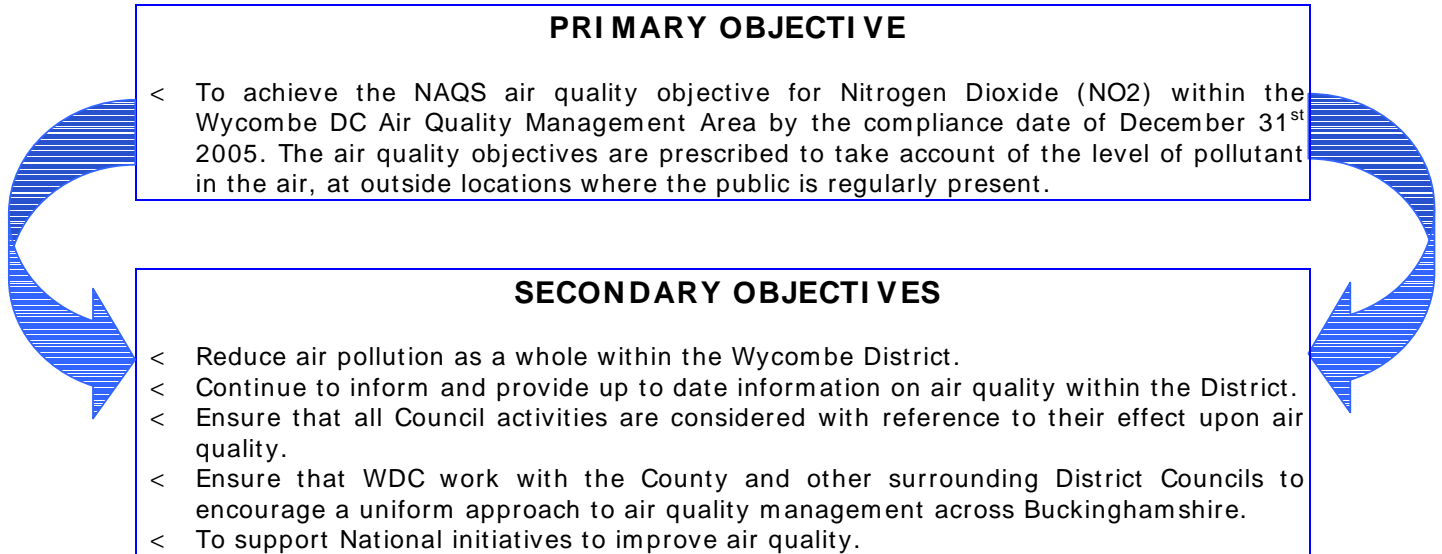 PRIMARY OBJECTIVE
< To achieve the NAQS air quality objective for Nitrogen Dioxide (NO2) within the
Wycombe DC Air Quality Management Area by the compliance date of December 31st
2005. The air quality objectives are prescribed to take account of the level of pollutant
in the air, at outside locations where the public is regularly present.
SECONDARY OBJECTIVES
< Reduce air pollution as a whole within the Wycombe District.
< Continue to inform and provide up to date information on air quality within the District.
< Ensure that all Council activities are considered with reference to their effect upon air
quality.
< Ensure that WDC work with the County and other surrounding District Councils to
encourage a uniform approach to air quality management across Buckinghamshire.
< To support National initiatives to improve air quality.